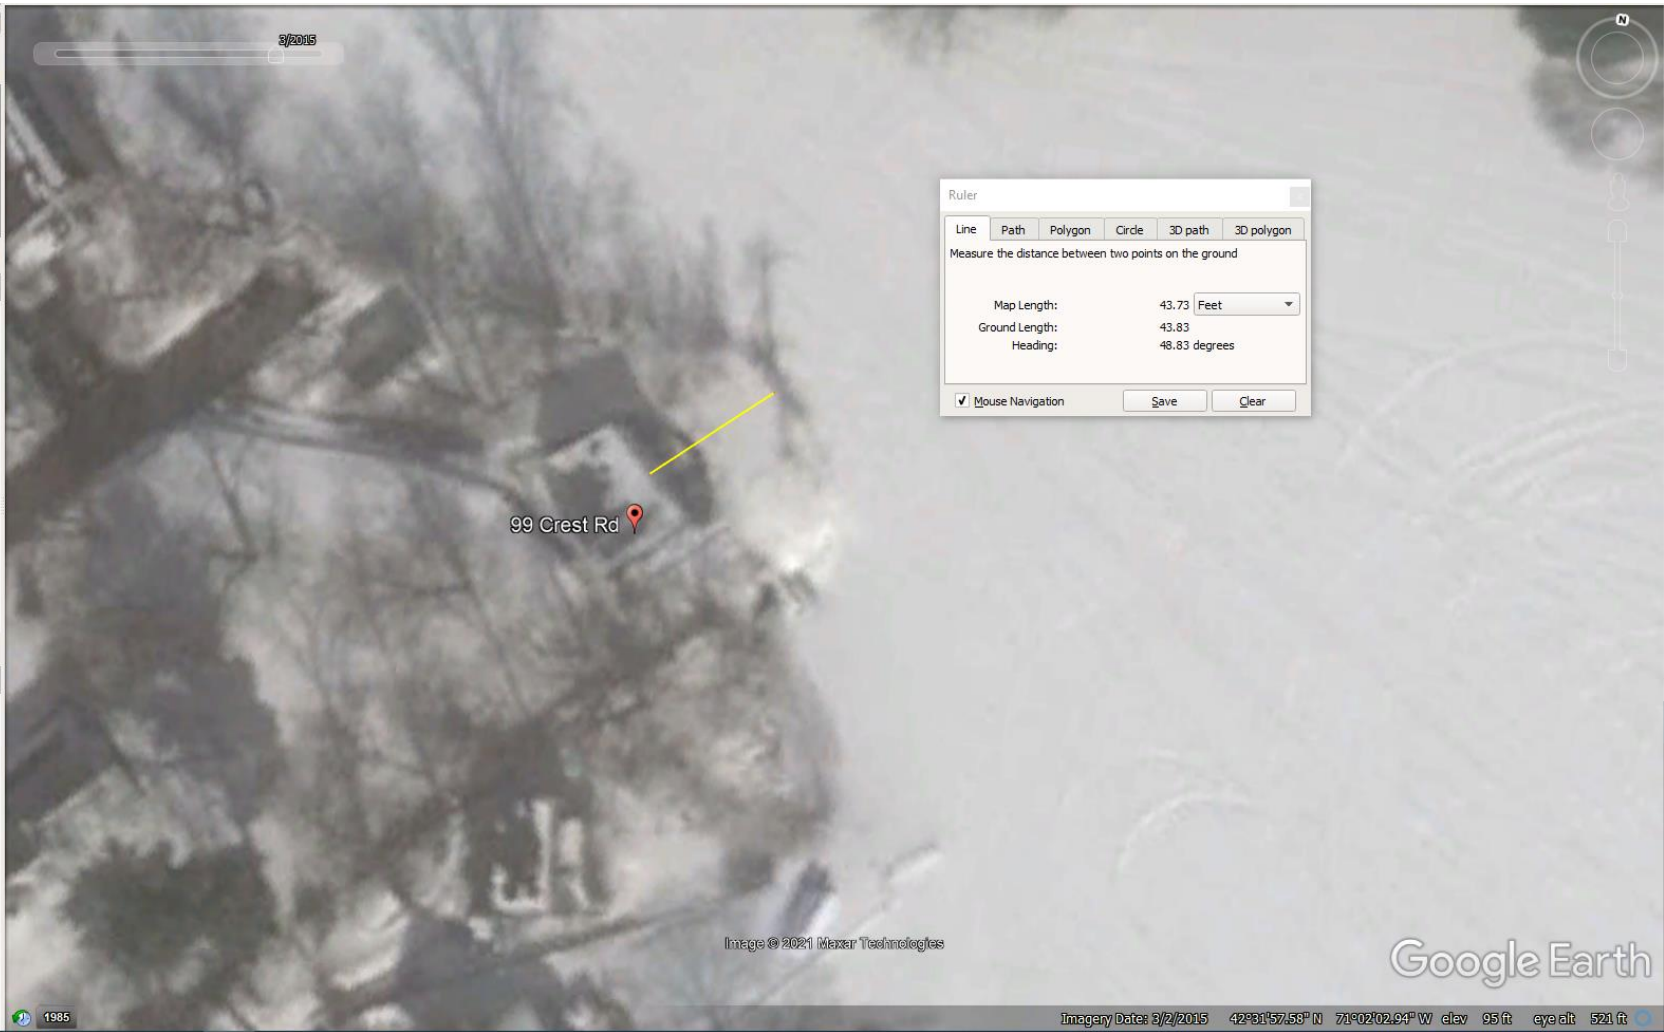 N
3/2015
Ruler
Line Path Polygon Circle 3D path 3D polygon
Measure the distance between two points on the ground
Map Length: 43.73 Feet
Ground Length: 43.83
Heading: 48.83 degrees
Mouse Navigation Save Clear
99 Crest Rd
Image © 2021 Maxar Technologies
Google Earth
1985
Imagery Date: 3/2/2015 42°31'57.58" N 71°02'02.94" W elev 95 ft eye alt 521 ft